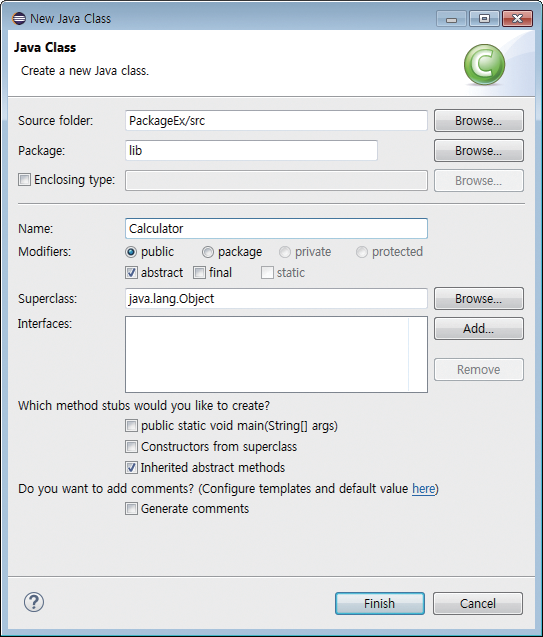 New Java Class
Java Class
Create a new Java class.
C
Source folder: PackageEx/src Browse...
Package: lib Browse...
Enclosing type: Browse...
Name: Calculator
Modifiers: public package private protected
abstract final static
Superclass: java.lang.Object Browse...
Interfaces: Add...
Remove
Which method stubs would you like to create?
public static void main(String[] args)
Constructors from superclass
Inherited abstract methods
Do you want to add comments? (Configure templates and default value here)
Generate comments
? Finish Cancel